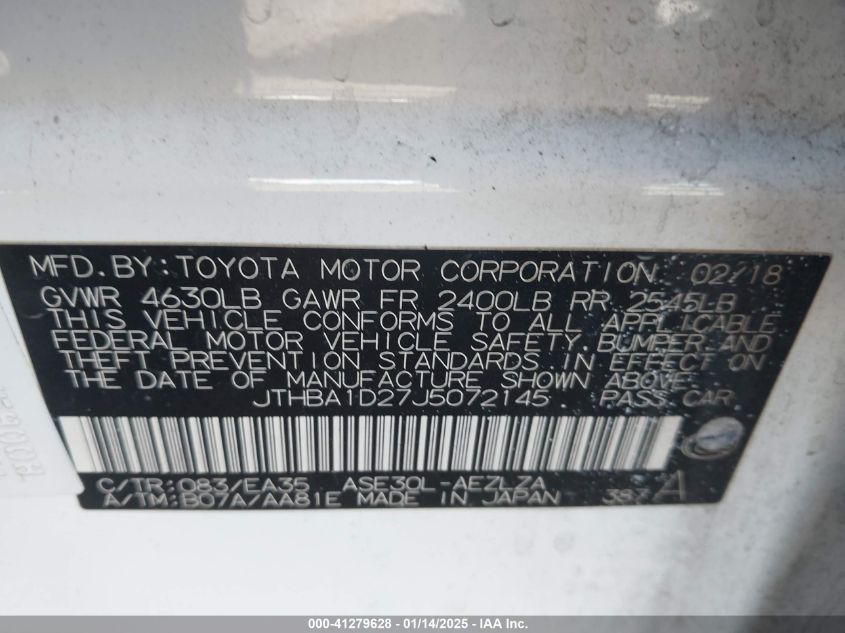 MFD.BY:TOYOTA MOTOR CORPORATION 02/18
GVWR 4630LB GAWR FR 2400LB RR 2545LB
THIS VEHICLE CONFORMS TO ALL APPLICABLE
FEDERAL MOTOR VEHICLE SAFETY,BUMPER AND
THEFT PREVENTION STANDARDS IN EFFECT ON
THE DATE OF MANUFACTURE SHOWN ABOVE.
JTHBA1D27J5072145 PASS CAR
C/TR:083/EA35 ASE30L-AEZLZA
A/TM:B07A/AA81E MADE IN JAPAN 387 A
000-41279628 - 01/14/2025 - IAA Inc.